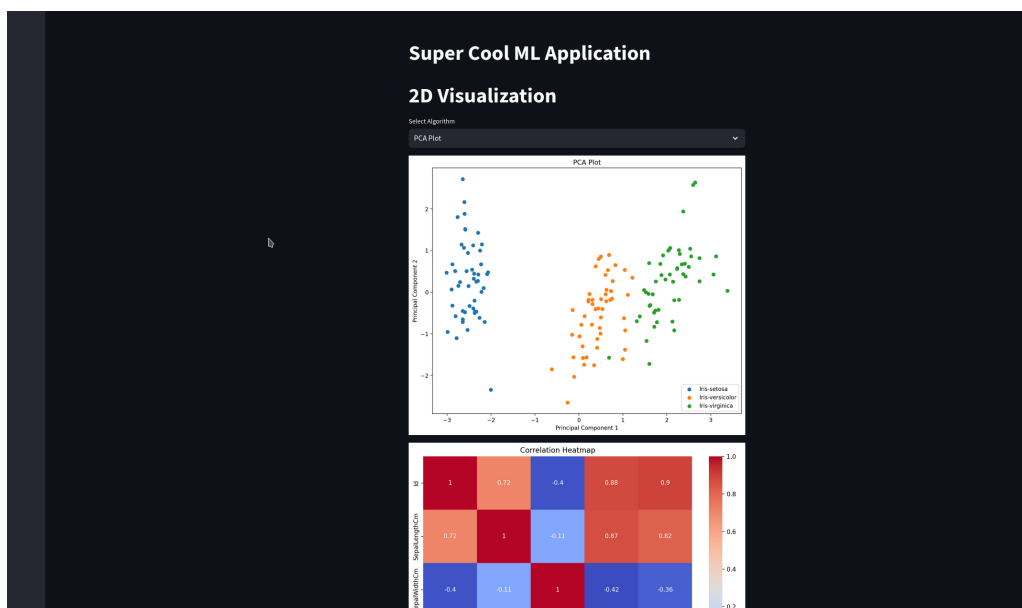 Super Cool ML Application
2D Visualization
Select Algorithm
PCA Plot
PCA Plot
Principal Component 2
2
1
0
−1
−2
Iris-setosa
Iris-versicolor
Iris-virginica
−3 −2 −1 0 1 2 3
Principal Component 1
Correlation Heatmap
Id 1 0.72 -0.4 0.88 0.9
SepalLengthCm 0.72 1 -0.11 0.87 0.82
palWidthCm -0.4 -0.11 1 -0.42 -0.36
1.0
0.8
0.6
0.4
0.2